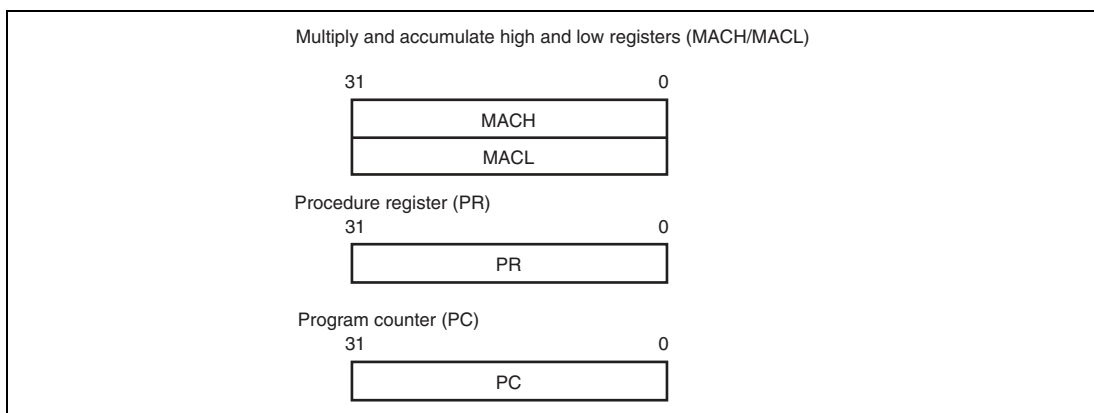 Multiply and accumulate high and low registers (MACH/MACL)
31 0
MACH
MACL
Procedure register (PR)
31 0
PR
Program counter (PC)
31 0
PC